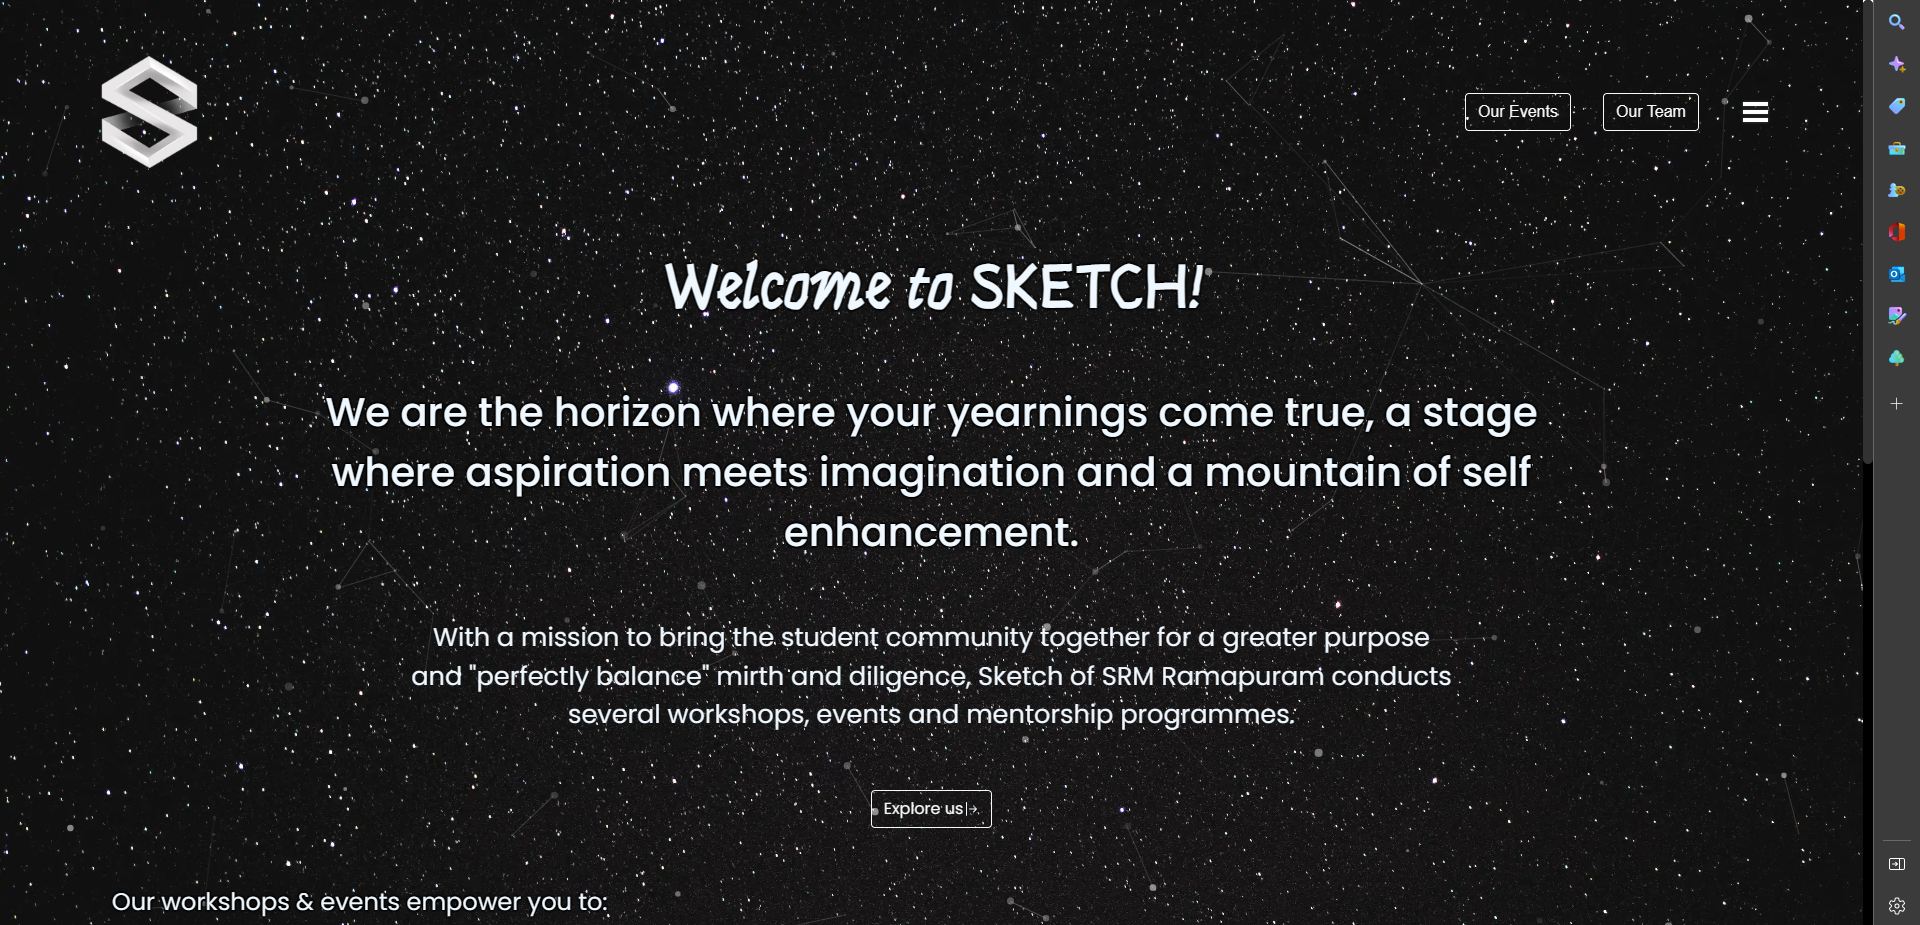 Our Events
Our Team
Welcome to SKETCH!
We are the horizon where your yearnings come true, a stage
where aspiration meets imagination and a mountain of self
enhancement.
With a mission to bring the student community together for a greater purpose
and "perfectly balance" mirth and diligence, Sketch of SRM Ramapuram conducts
several workshops, events and mentorship programmes.
Explore us
Our workshops & events empower you to: